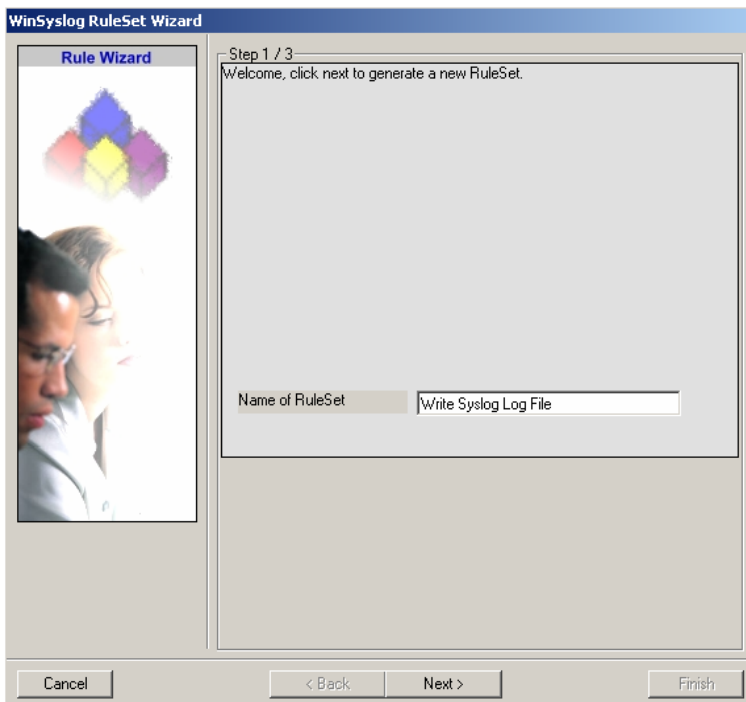 WinSyslog RuleSet Wizard
Rule Wizard
Step 1 / 3
Welcome, click next to generate a new RuleSet.
Name of RuleSet
Write Syslog Log File
Cancel
< Back
Next >
Finish